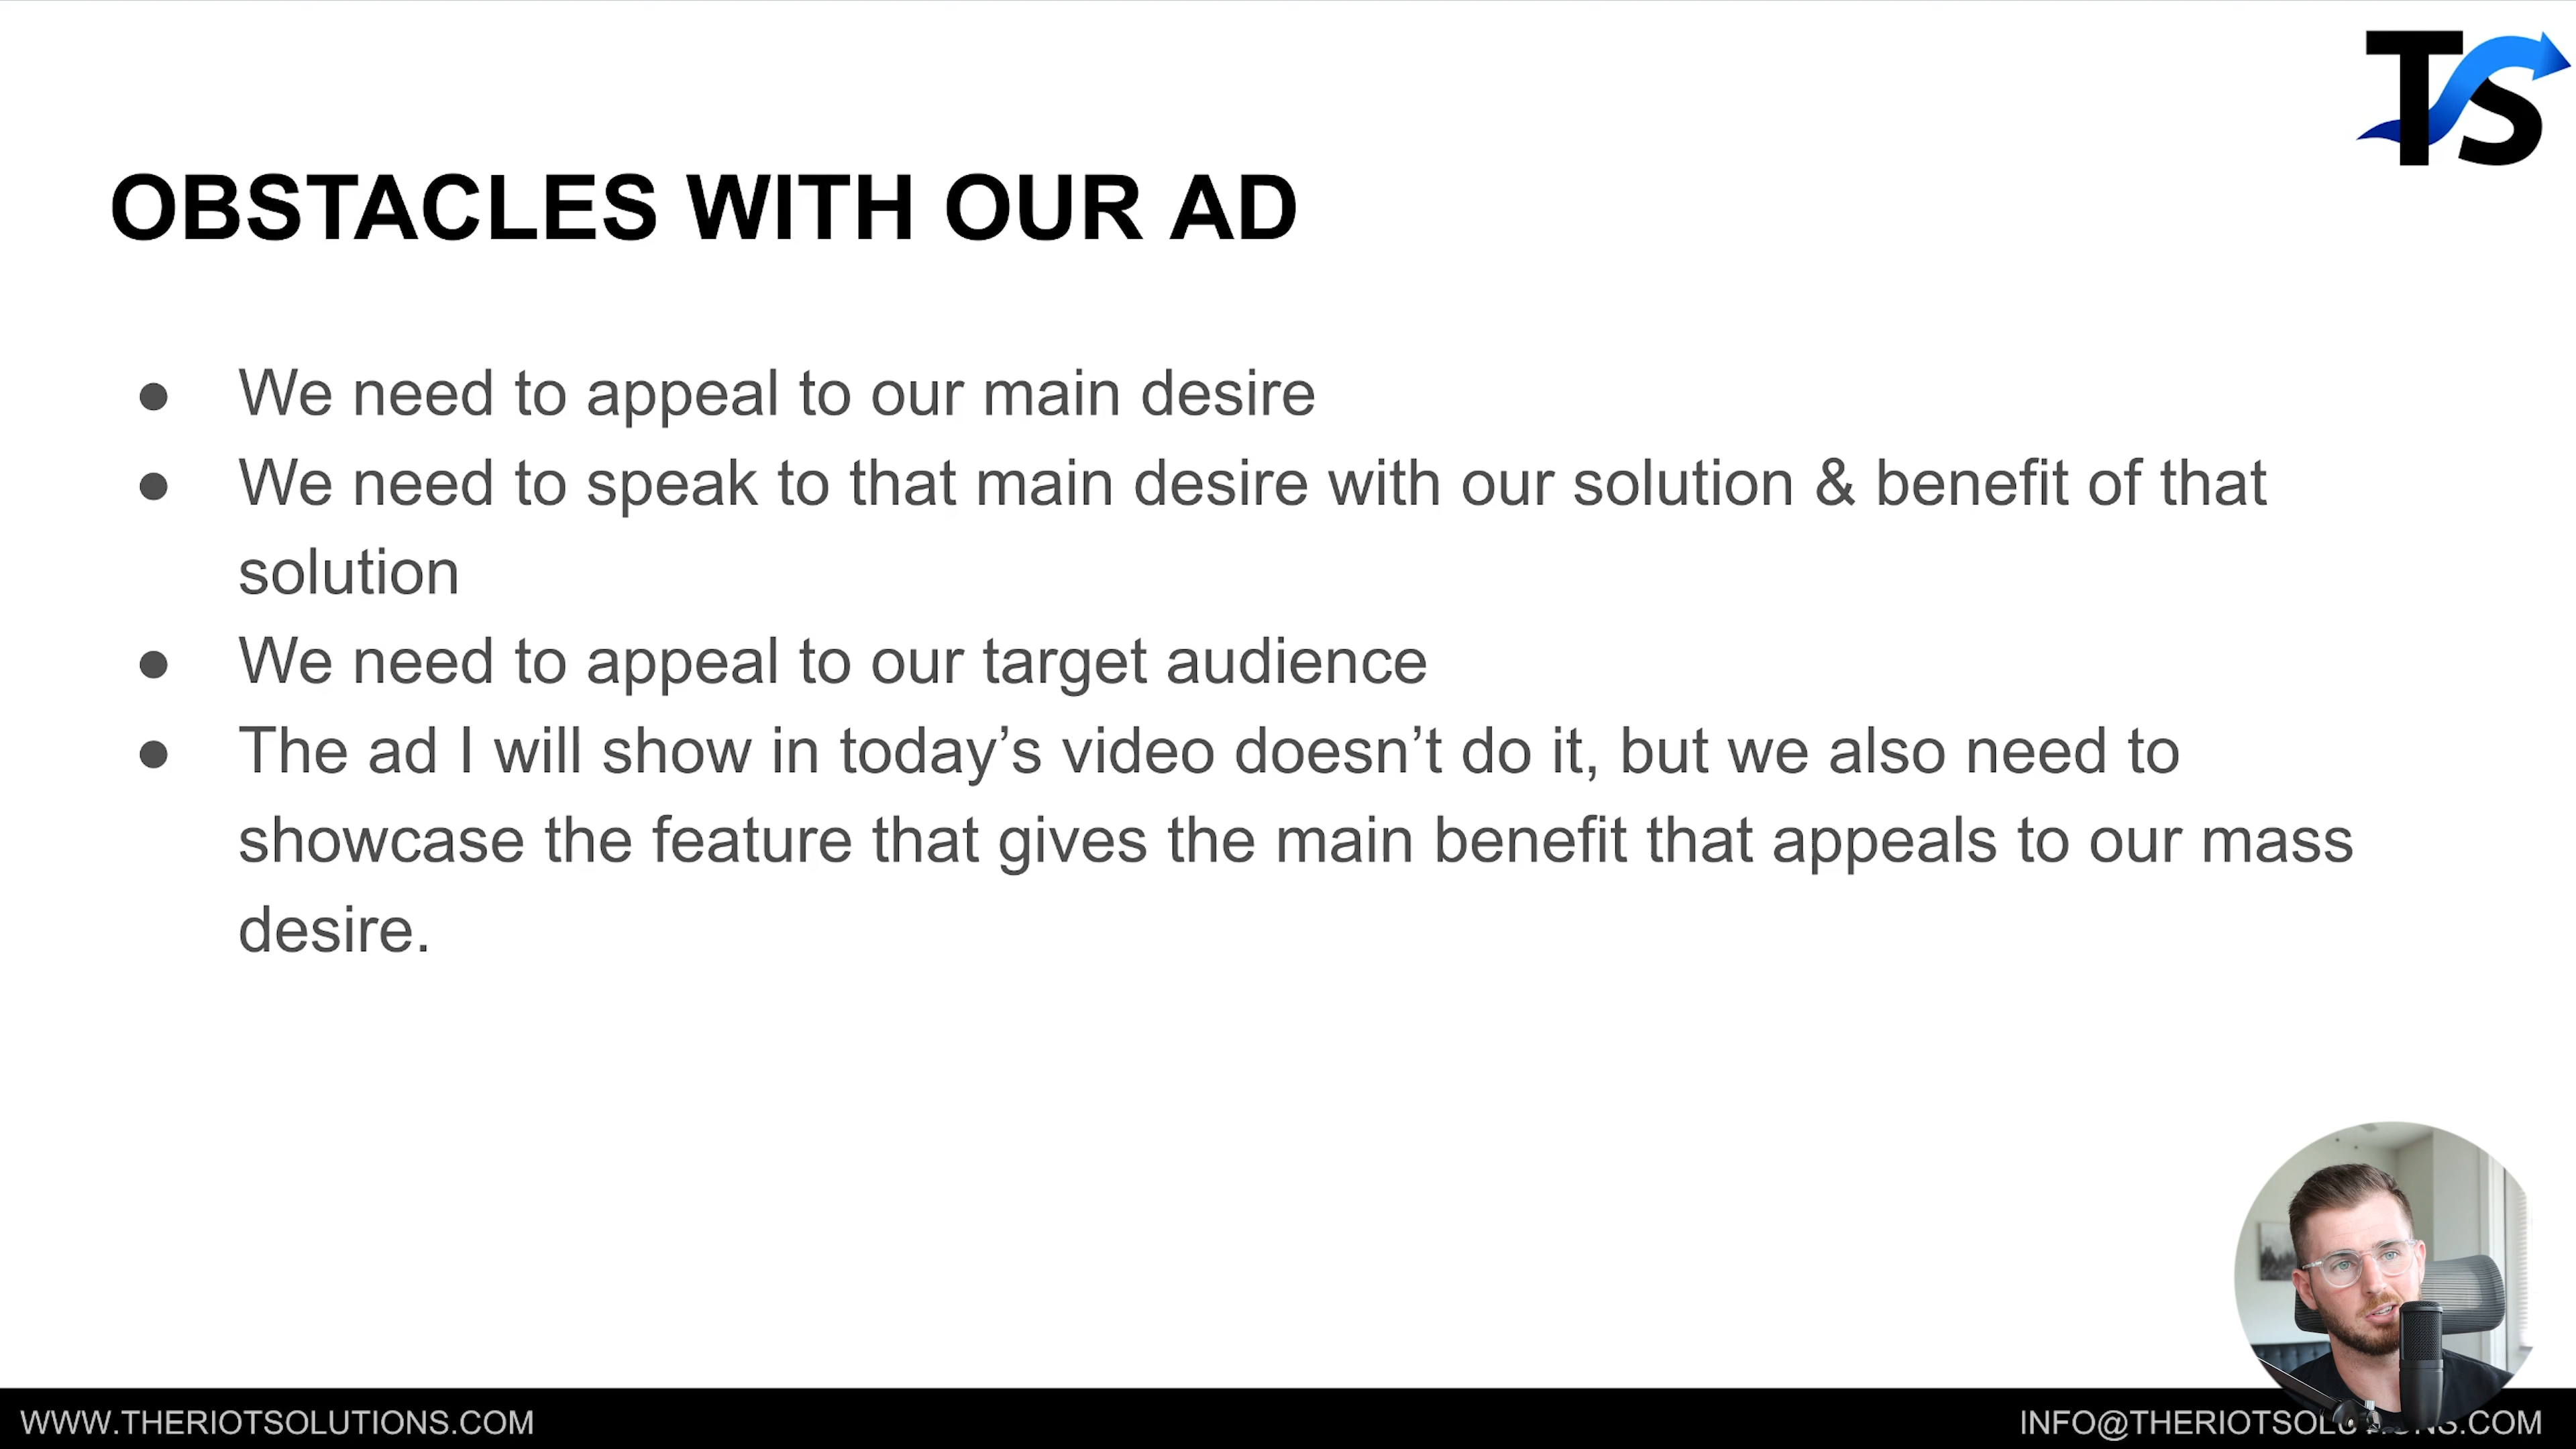 TS
OBSTACLES WITH OUR AD
● We need to appeal to our main desire
● We need to speak to that main desire with our solution & benefit of that
solution
● We need to appeal to our target audience
● The ad I will show in today’s video doesn’t do it, but we also need to
showcase the feature that gives the main benefit that appeals to our mass
desire.
WWW.THERIOTSOLUTIONS.COM
INFO@THERIOTSOLUTIONS.COM